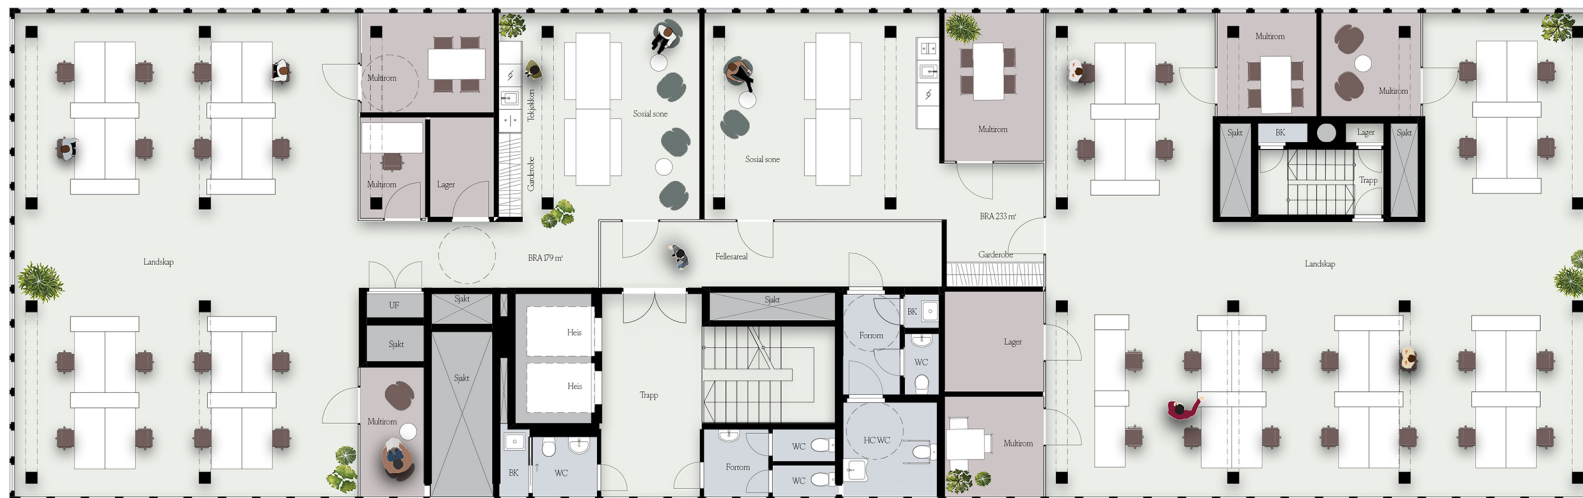 Multirom
Multirom
Lager
Tekjøkken
Garderobe
Sosial sone
Sosial sone
Multirom
Multirom
Multirom
Sjakt
BK
Lager
Sjakt
Trapp
BRA 233 m²
Garderobe
Landskap
BRA 179 m²
Fellesareal
Landskap
UF
Sjakt
Sjakt
Sjakt
Heis
Heis
Sjakt
Trapp
Forrom
BK
WC
Lager
Sjakt
Multirom
BK
WC
Forrom
WC
WC
HC WC
Multirom